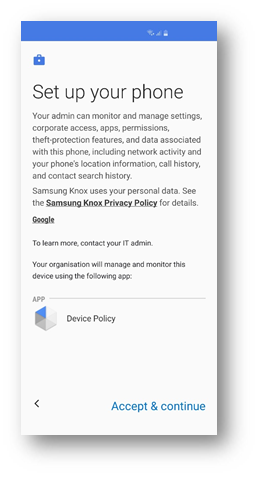 Set up your phone
Your admin can monitor and manage settings,
corporate access, apps, permissions,
theft-protection features, and data associated
with this phone, including network activity and
your phone's location information, call history,
and contact search history.
Samsung Knox uses your personal data. See
the Samsung Knox Privacy Policy for details.
Google
To learn more, contact your IT admin.
Your organisation will manage and monitor this
device using the following app:
APP
Device Policy
Accept & continue